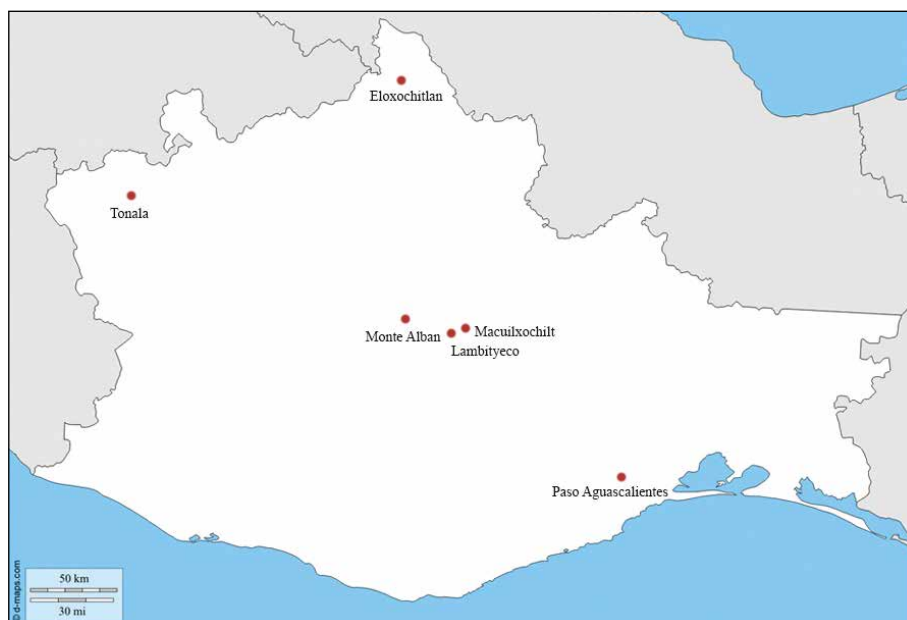 Eloxochitlan
Tonala
Monte Alban
Macuilxochilt
Lambityeco
Paso Aguascalientes
50 km
30 mi
© d-maps.com